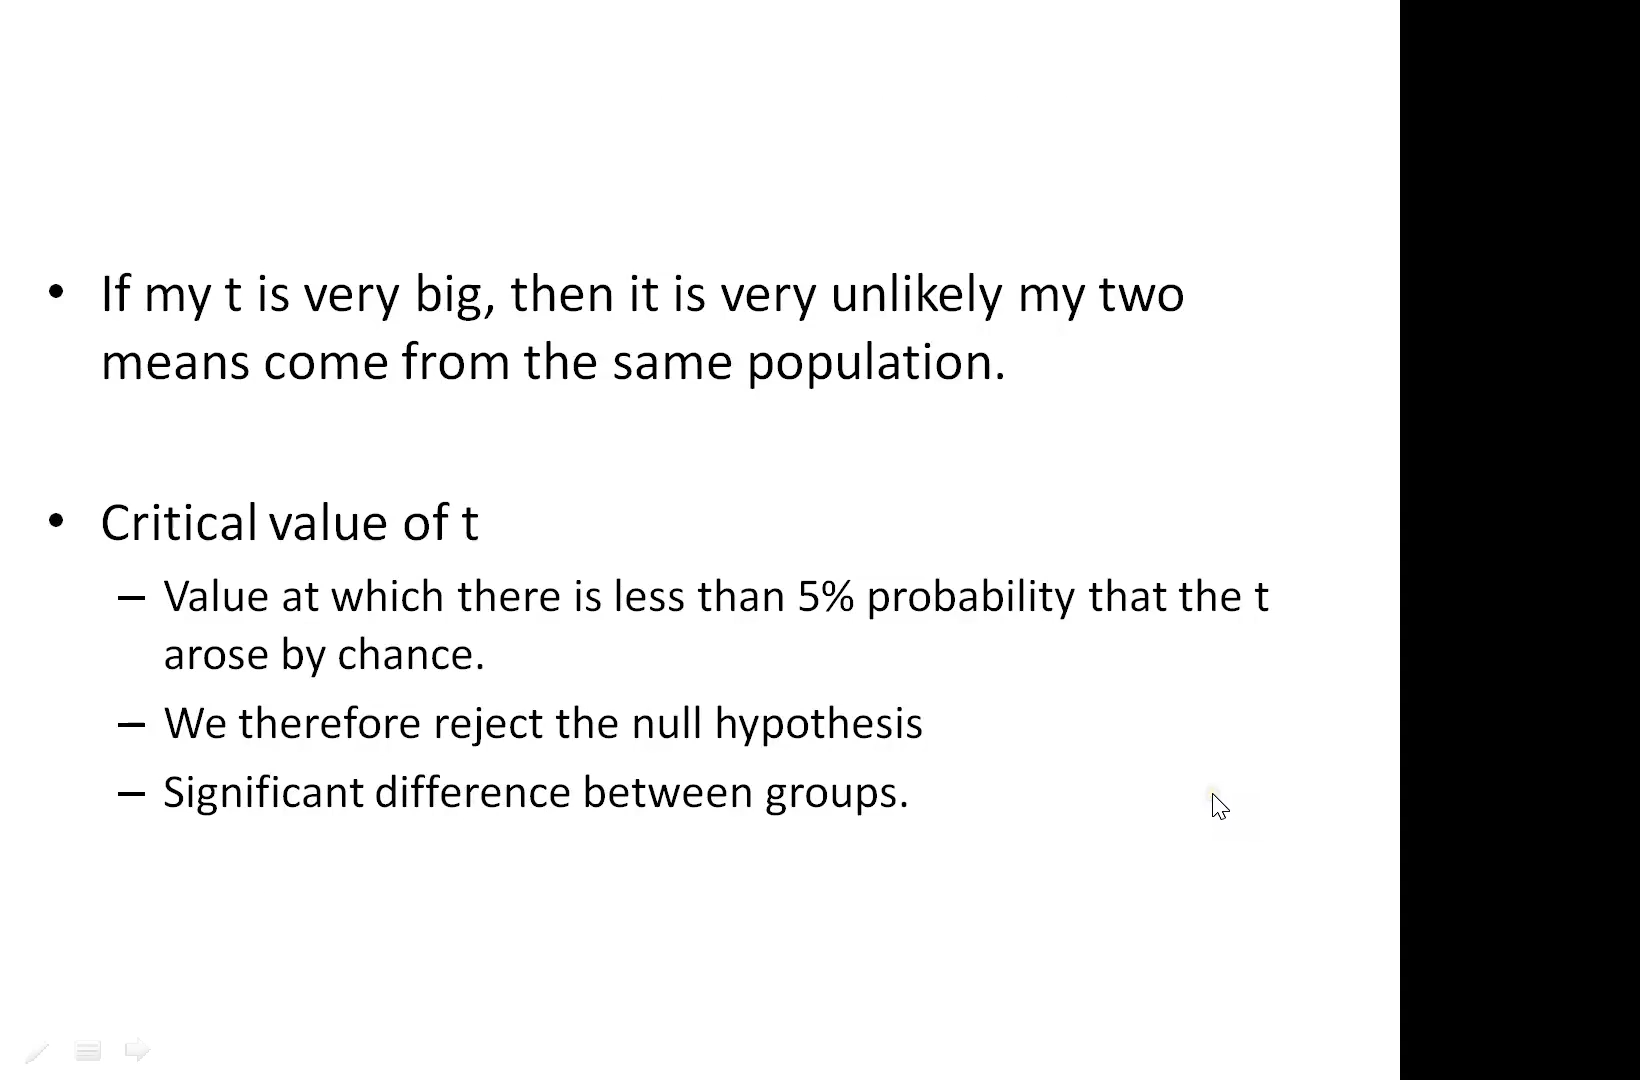 • If my t is very big, then it is very unlikely my two
means come from the same population.
• Critical value of t
– Value at which there is less than 5% probability that the t
arose by chance.
– We therefore reject the null hypothesis
– Significant difference between groups.